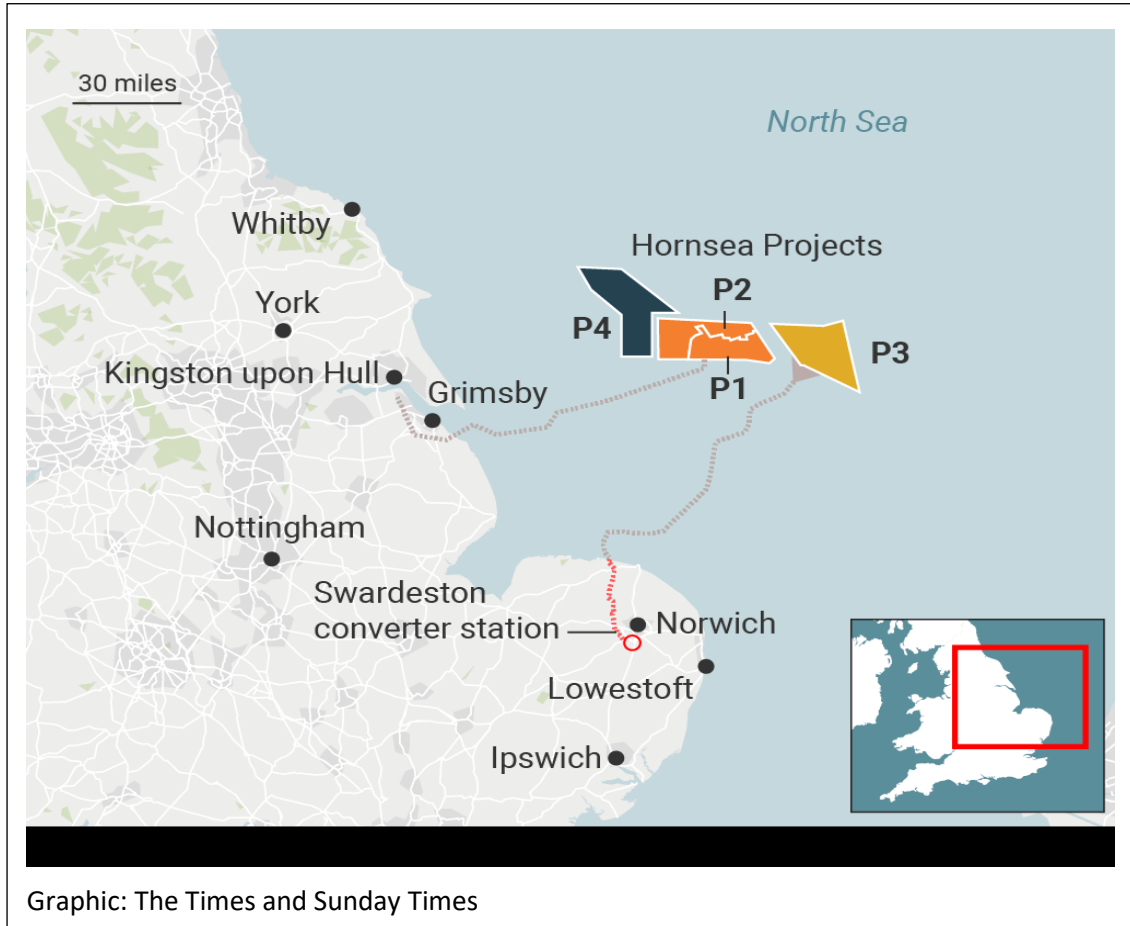 30 miles
North Sea
Whitby
Hornsea Projects
P2
York
P4
P3
Kingston upon Hull
P1
Grimsby
Nottingham
Swardeston
converter station
Norwich
Lowestoft
Ipswich
Graphic: The Times and Sunday Times